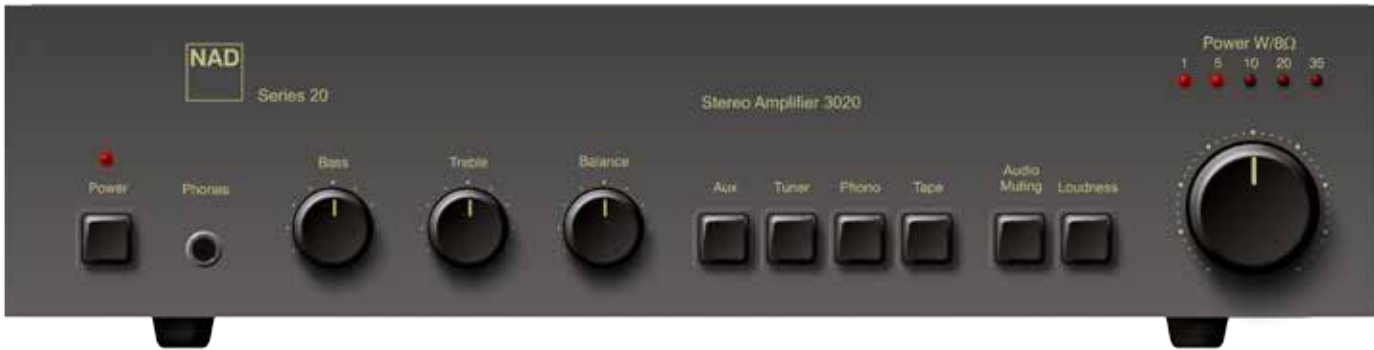 NAD
Series 20
Stereo Amplifier 3020
Power W/8Ω
1 5 10 20 35
Power
Phones
Bass
Treble
Balance
Aux
Tuner
Phono
Tape
Audio
Muting
Loudness